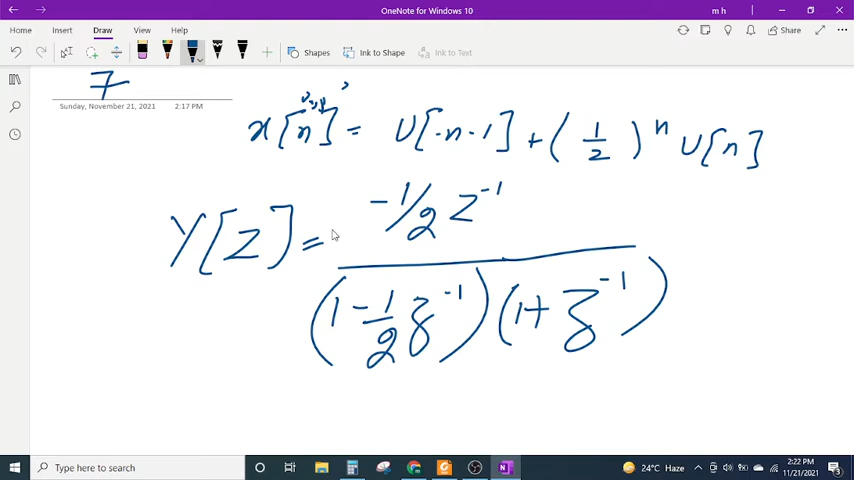 OneNote for Windows 10
m h
Home Insert Draw View Help
Share
Shapes Ink to Shape Ink to Text
7
Sunday, November 21, 2021 2:17 PM
x[n] = U[-n-1] + (1/2)^n U[n]
Y[Z] = -1/2 Z^-1
(1 - 1/2 z^-1) (1 + z^-1)
Type here to search
24°C Haze
2:22 PM
11/21/2021